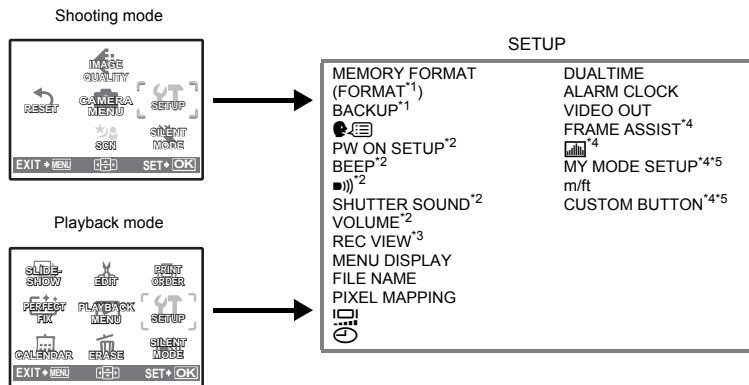 Shooting mode
IMAGE
QUALITY
RESET
CAMERA
MENU
SETUP
SCN
SILENT
MODE
EXIT MENU SET OK
Playback mode
SLIDE-
SHOW
EDIT
PRINT
ORDER
PERFECT
FIX
PLAYBACK
MENU
SETUP
CALENDAR
ERASE
SILENT
MODE
EXIT MENU SET OK
SETUP
MEMORY FORMAT
(FORMAT*1)
BACKUP*1
PW ON SETUP*2
BEEP*2
*2
SHUTTER SOUND*2
VOLUME*2
REC VIEW*3
MENU DISPLAY
FILE NAME
PIXEL MAPPING
DUALTIME
ALARM CLOCK
VIDEO OUT
FRAME ASSIST*4
*4
MY MODE SETUP*4*5
m/ft
CUSTOM BUTTON*4*5